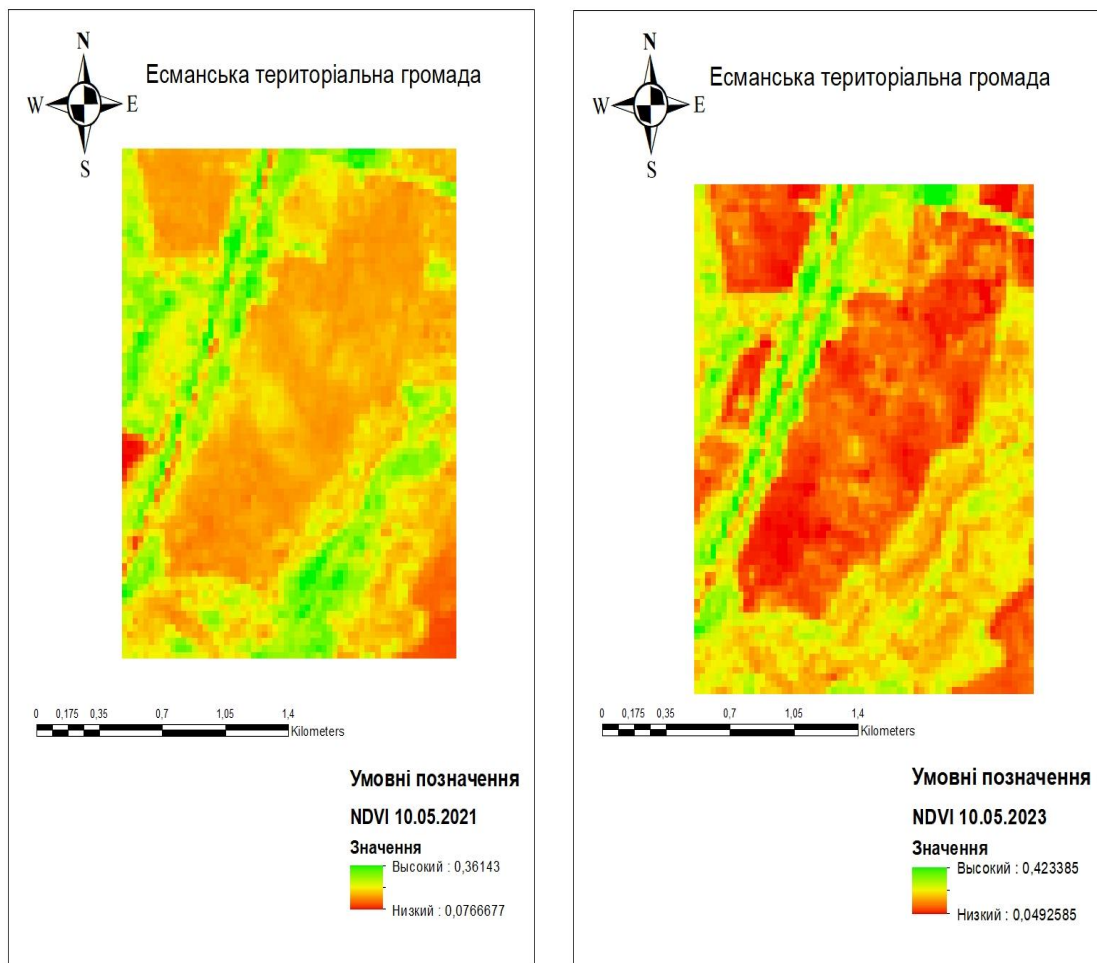 N
Есманська територіальна громада
W
E
S
0 0,175 0,35 0,7 1,05 1,4
Kilometers
Умовні позначення
NDVI 10.05.2021
Значення
Высокий : 0,36143
Низкий : 0,0766677
N
Есманська територіальна громада
W
E
S
0 0,175 0,35 0,7 1,05 1,4
Kilometers
Умовні позначення
NDVI 10.05.2023
Значення
Высокий : 0,423385
Низкий : 0,0492585